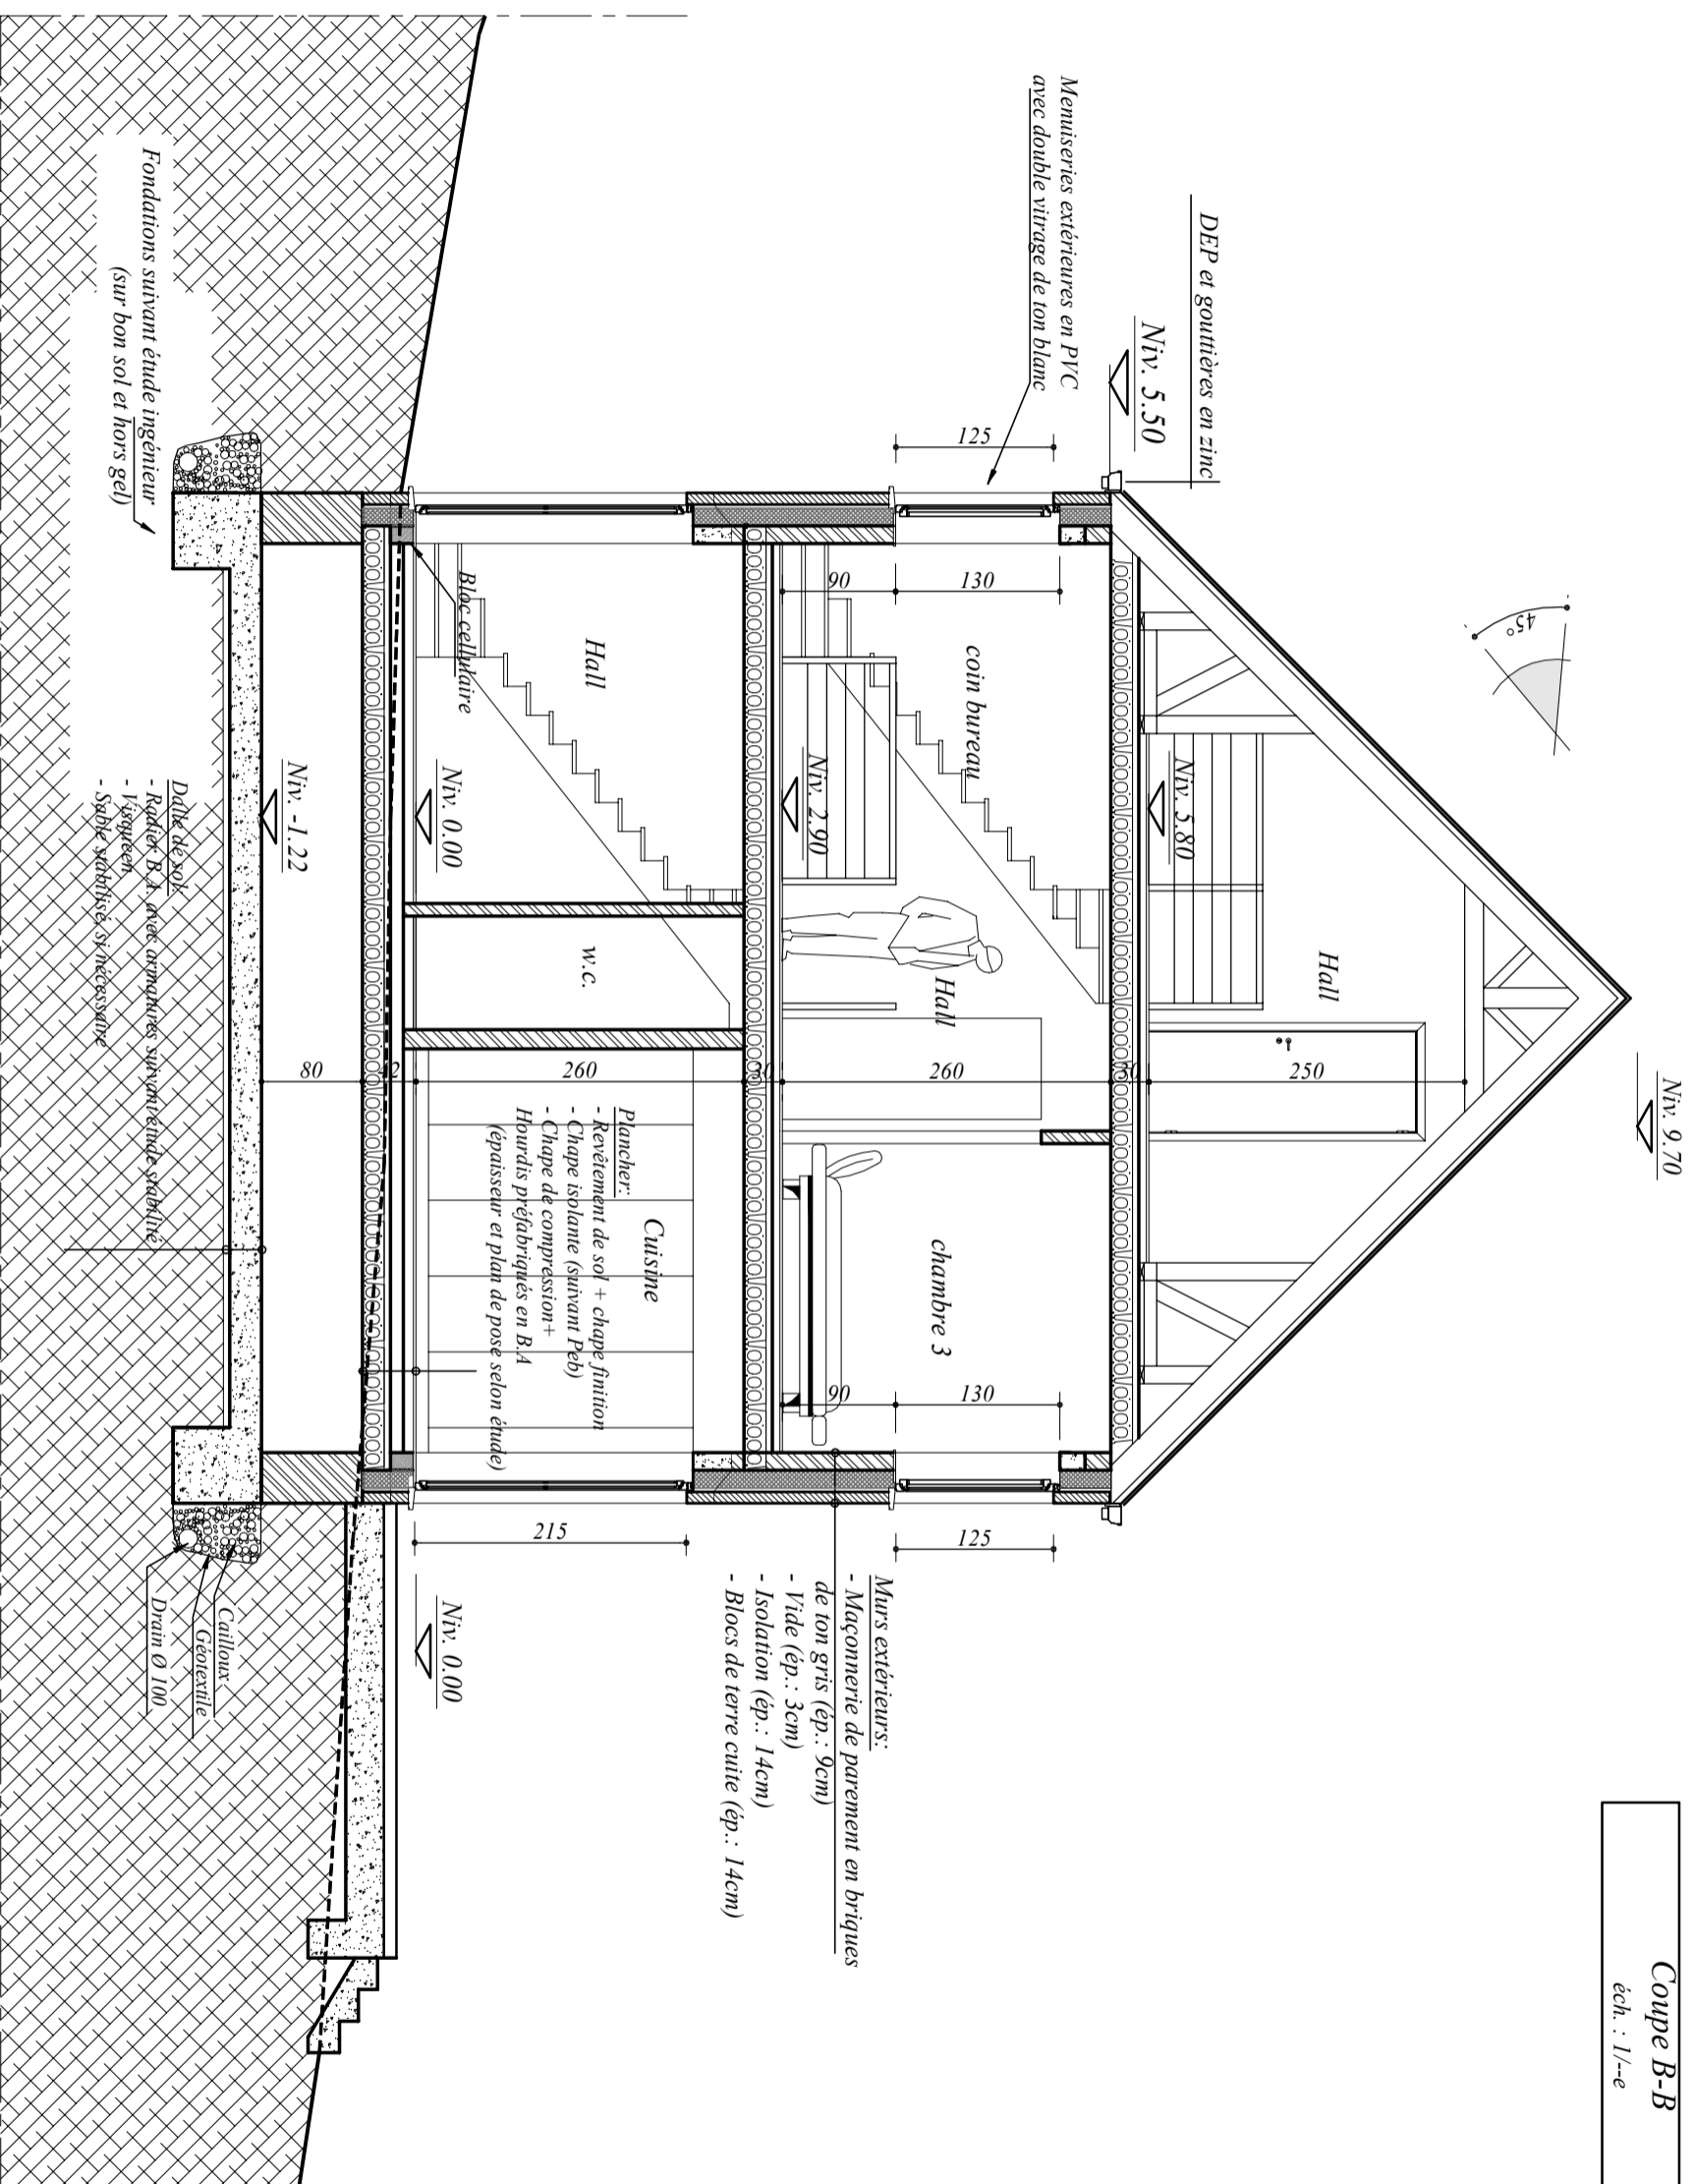 Coupe B-B
éch. : 1/--e
Niv. 9.70
45°
DEP et gouttières en zinc
Niv. 5.50
Menuiseries extérieures en PVC
avec double vitrage de ton blanc
125
Hall
250
Niv. 5.80
30
coin bureau
130
90
Hall
260
chambre 3
130
90
125
Niv. 2.90
30
Hall
w.c.
260
Cuisine
215
Plancher:
- Revêtement de sol + chape finition
- Chape isolante (suivant Peb)
- Chape de compression+
Hourdis préfabriqués en B.A
(épaisseur et plan de pose selon étude)
Murs extérieurs:
- Maçonnerie de parement en briques
de ton gris (ép.: 9cm)
- Vide (ép.: 3cm)
- Isolation (ép.: 14cm)
- Blocs de terre cuite (ép.: 14cm)
Bloc cellulaire
Niv. 0.00
Niv. 0.00
42
80
Niv. -1.22
Fondations suivant étude ingénieur
(sur bon sol et hors gel)
Dalle de sol:
- Radier B.A. avec armatures suivant étude stabilité
- Visqueen
- Sable stabilisé si nécessaire
Cailloux
Géotextile
Drain Ø 100